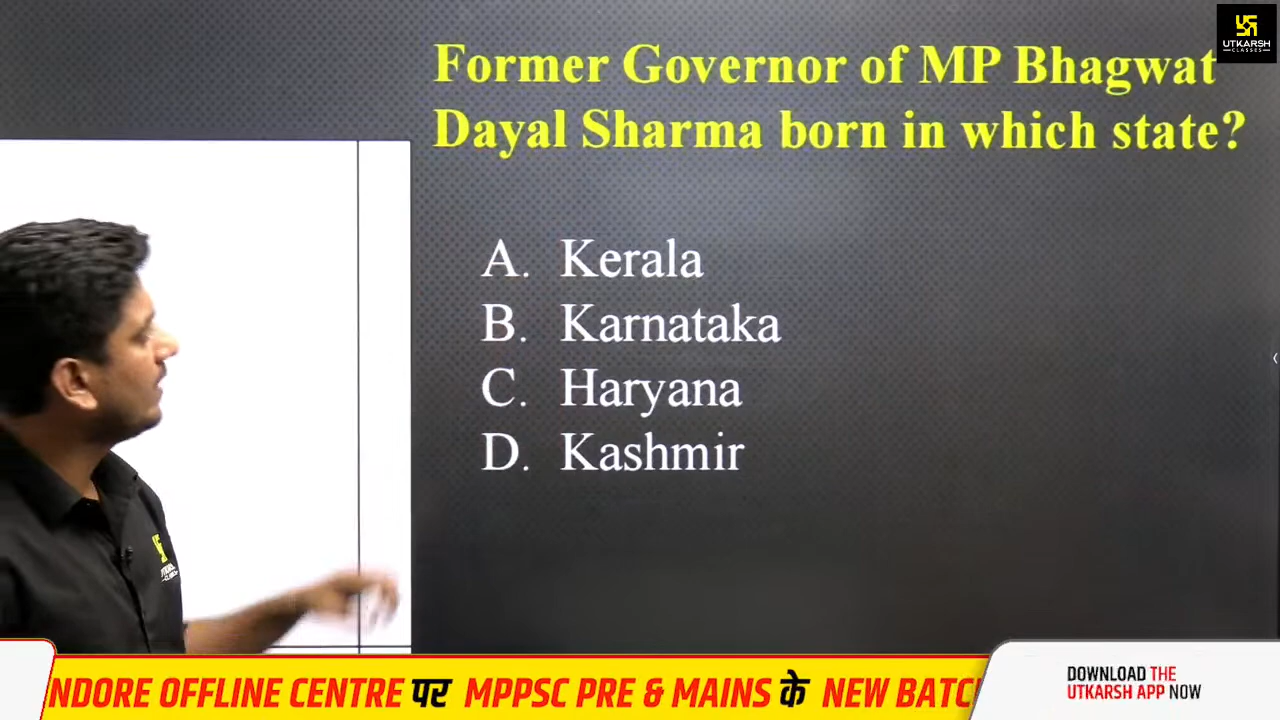 UTKARSH
CLASSES
Former Governor of MP Bhagwat
Dayal Sharma born in which state?
A. Kerala
B. Karnataka
C. Haryana
D. Kashmir
NDORE OFFLINE CENTRE पर MPPSC PRE & MAINS के NEW BATC
DOWNLOAD THE
UTKARSH APP NOW